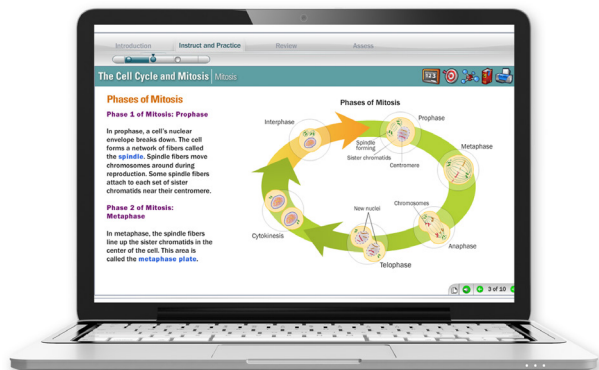 Introduction
Instruct and Practice
Review
Assess
The Cell Cycle and Mitosis | Mitosis
Phases of Mitosis
Phase 1 of Mitosis: Prophase
In prophase, a cell's nuclear
envelope breaks down. The cell
forms a network of fibers called
the spindle. Spindle fibers move
chromosomes around during
reproduction. Some spindle fibers
attach to each set of sister
chromatids near their centromere.
Phase 2 of Mitosis:
Metaphase
In metaphase, the spindle fibers
line up the sister chromatids in the
center of the cell. This area is
called the metaphase plate.
Phases of Mitosis
Interphase
Prophase
Spindle
forming
Sister chromatids
Centromere
Metaphase
Chromosomes
Anaphase
New nuclei
Telophase
Cytokinesis
3 of 10